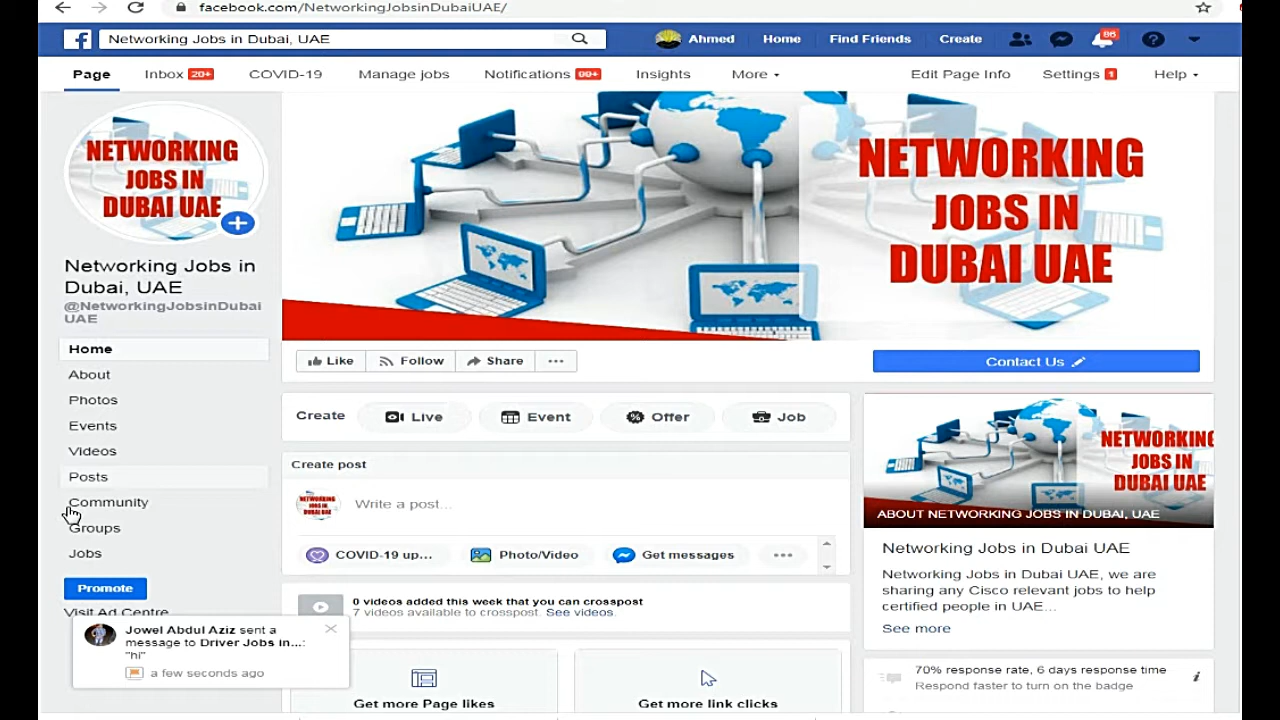 facebook.com/NetworkingJobsinDubaiUAE/
Networking Jobs in Dubai, UAE
Ahmed Home Find Friends Create 86
Page Inbox 20+ COVID-19 Manage jobs Notifications 99+ Insights More Edit Page Info Settings 1 Help
NETWORKING
JOBS IN
DUBAI UAE
NETWORKING
JOBS IN
DUBAI UAE
Networking Jobs in
Dubai, UAE
@NetworkingJobsinDubai
UAE
Home
About
Photos
Events
Videos
Posts
Community
Groups
Jobs
Promote
Visit Ad Centre
Jowel Abdul Aziz sent a
message to Driver Jobs in...:
"hi"
a few seconds ago
Like Follow Share ...
Contact Us
Create Live Event Offer Job
Create post
NETWORKING
JOBS IN
DUBAI UAE
Write a post...
COVID-19 up... Photo/Video Get messages ...
0 videos added this week that you can crosspost
7 videos available to crosspost. See videos.
Get more Page likes
Get more link clicks
NETWORKING
JOBS IN
DUBAI UAE
ABOUT NETWORKING JOBS IN DUBAI, UAE
Networking Jobs in Dubai UAE
Networking Jobs in Dubai UAE, we are
sharing any Cisco relevant jobs to help
certified people in UAE...
See more
70% response rate, 6 days response time
Respond faster to turn on the badge